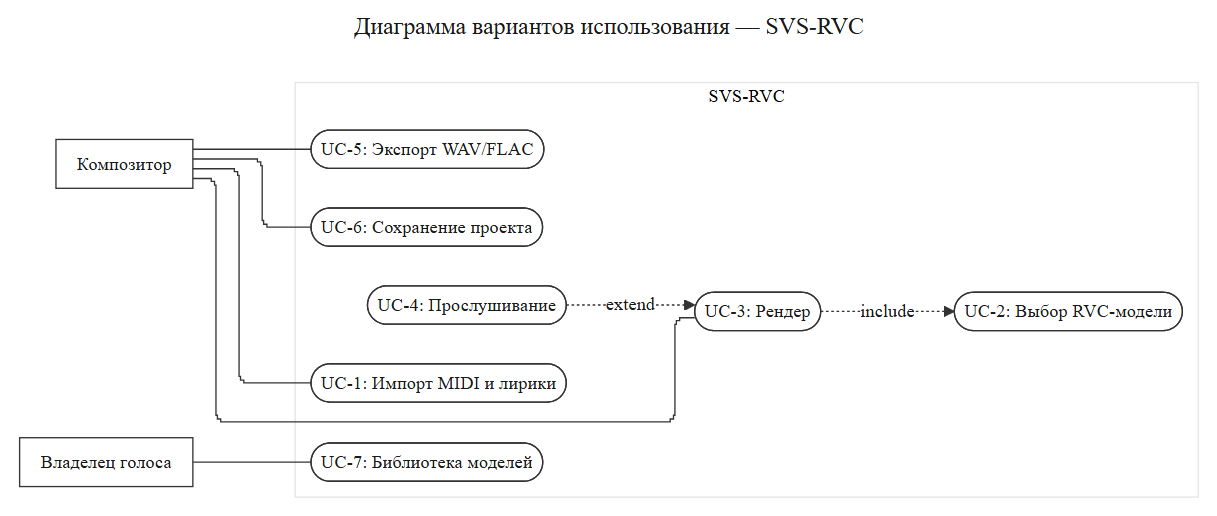 Диаграмма вариантов использования — SVS-RVC
SVS-RVC
Композитор
UC-5: Экспорт WAV/FLAC
UC-6: Сохранение проекта
UC-4: Прослушивание
extend
UC-3: Рендер
include
UC-2: Выбор RVC-модели
UC-1: Импорт MIDI и лирики
Владелец голоса
UC-7: Библиотека моделей